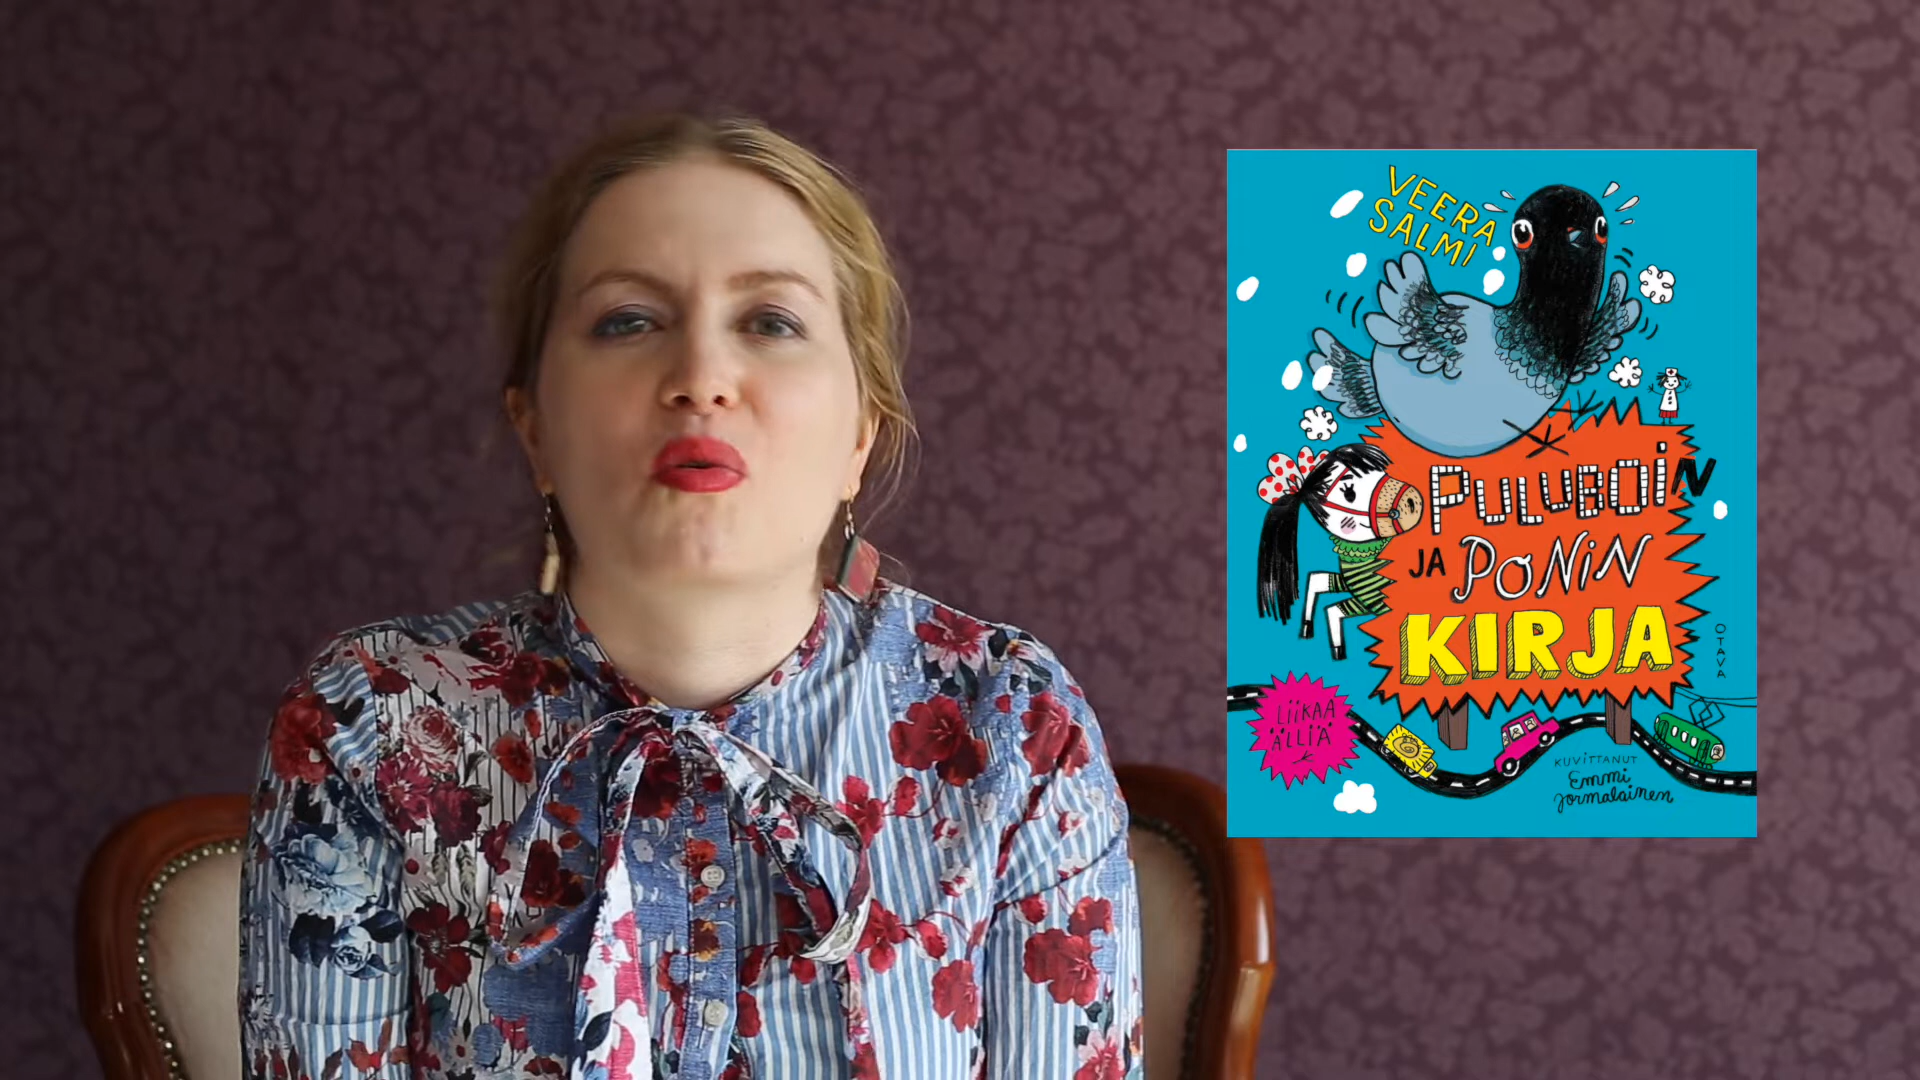 VEERA
SALMI
PULUBOIN
JA PONIN
KIRJA
OTAVA
LIIKAA
ÄLLIÄ
KUVITTANUT
Emmi
Jormalainen